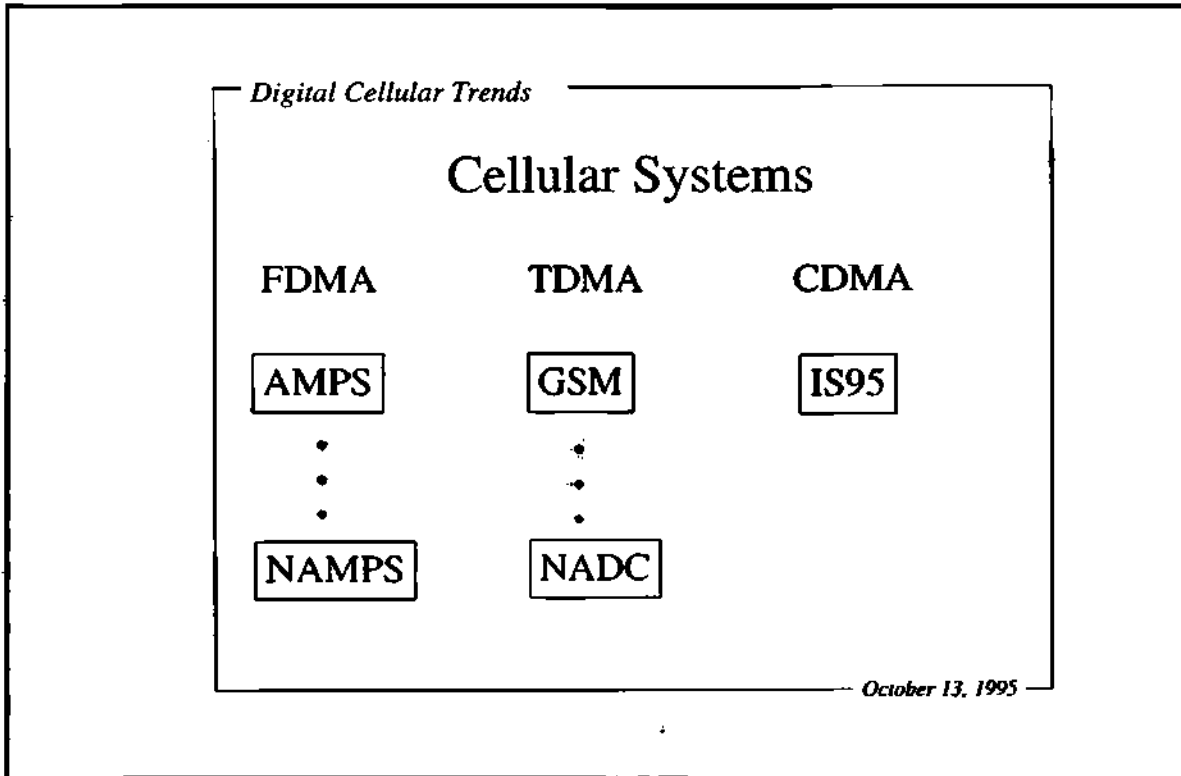 Digital Cellular Trends
Cellular Systems
FDMA TDMA CDMA
AMPS GSM IS95
NAMPS NADC
October 13, 1995